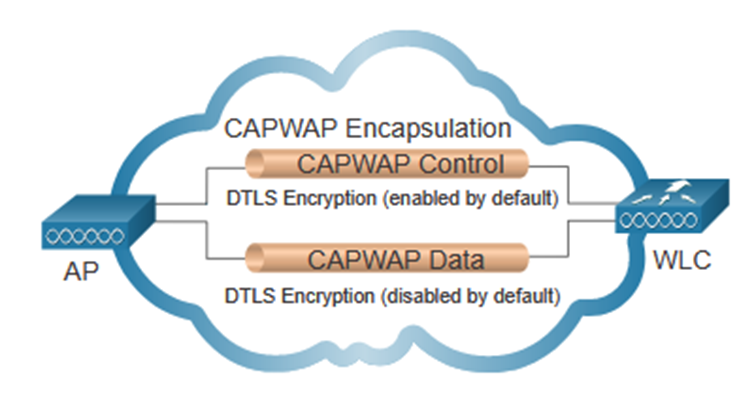 CAPWAP Encapsulation
CAPWAP Control
DTLS Encryption (enabled by default)
AP
WLC
CAPWAP Data
DTLS Encryption (disabled by default)